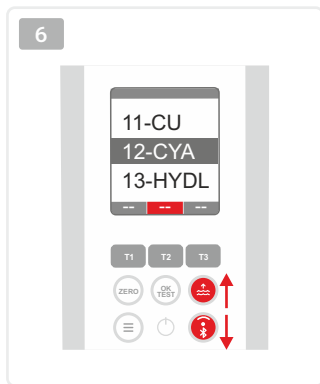 6
11-CU
12-CYA
13-HYDL
-- -- --
T1 T2 T3
ZERO OK
TEST